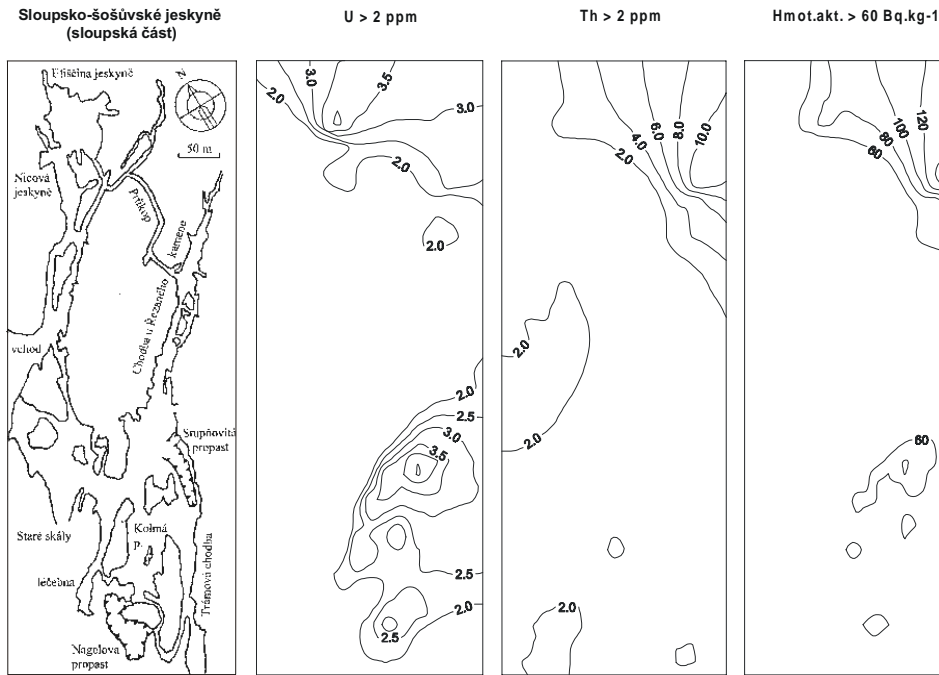 Sloupsko-šošůvské jeskyně
(sloupská část)
U > 2 ppm
Th > 2 ppm
Hmot.akt. > 60 Bq.kg-1
Eliščina jeskyně
N
50 m
Nicová
jeskyně
Příkop
kamene
Chodba u Řezaného
vchod
Stupňovitá
propast
Staré skály
Kolmá
p.
léčebna
Trámová chodba
Nagelova
propast
2.0
3.0
3.5
3.0
2.0
2.0
2.0
2.5
3.0
3.5
2.5
2.0
2.5
2.0
4.0
6.0
8.0
10.0
2.0
2.0
2.0
60
80
100
120
60